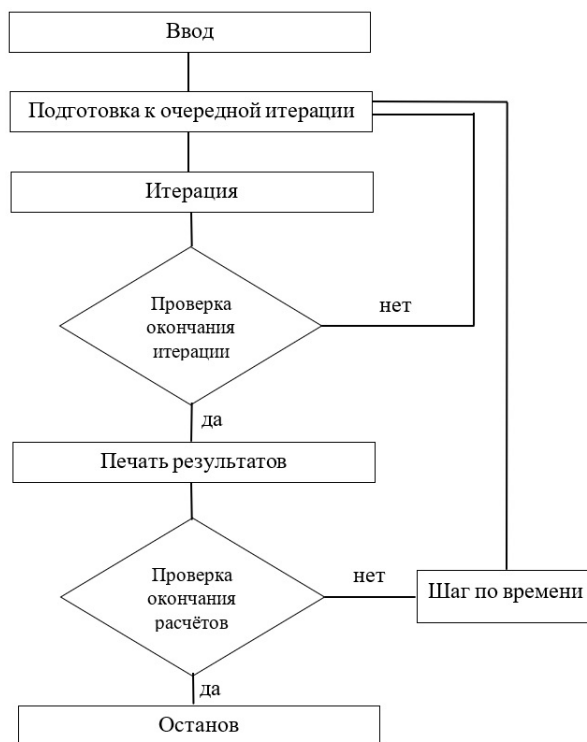 Ввод
Подготовка к очередной итерации
Итерация
Проверка
окончания
итерации
нет
да
Печать результатов
Проверка
окончания
расчётов
нет
Шаг по времени
да
Останов